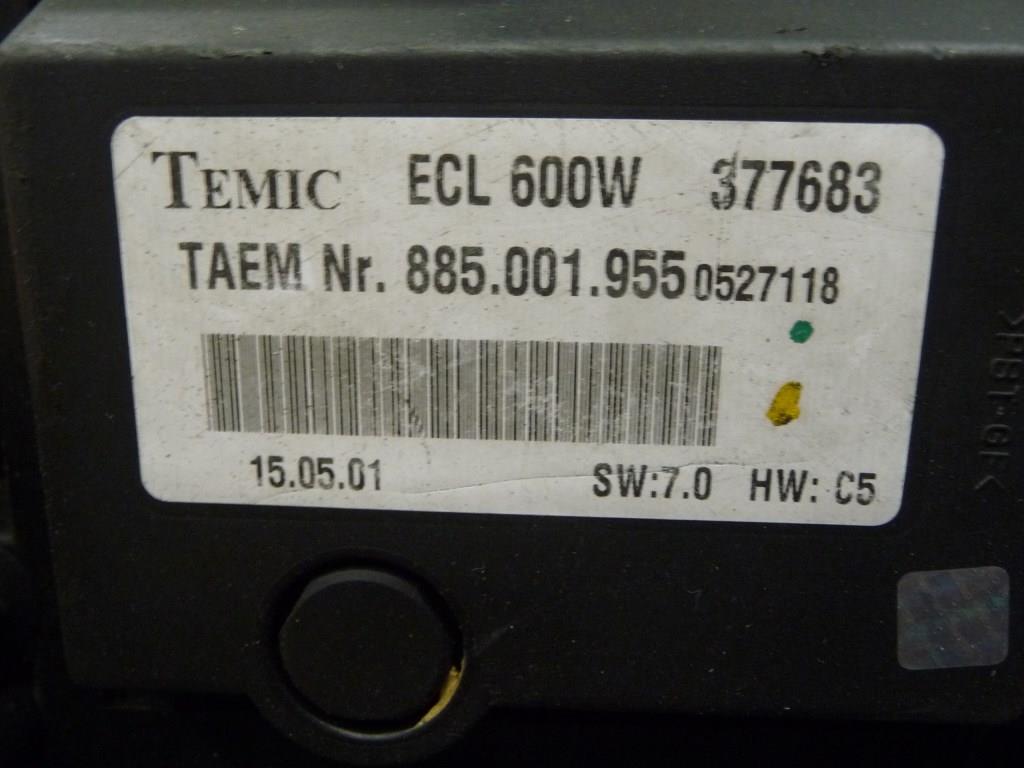 TEMIC ECL 600W 377683
TAEM Nr. 885.001.955 0527118
15.05.01 SW:7.0 HW: C5
>PBT-GF<